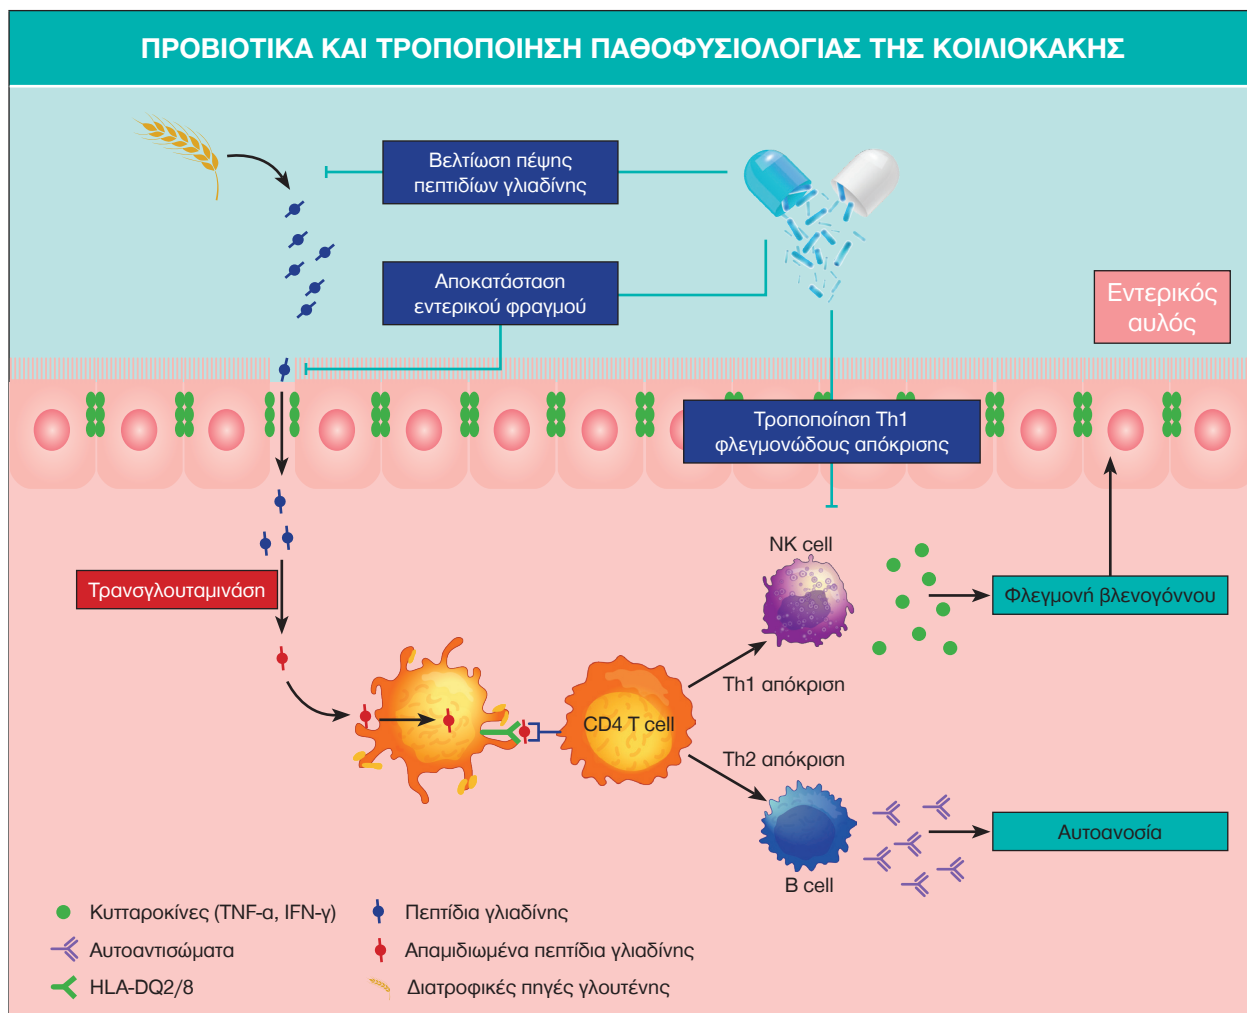 ΠΡΟΒΙΟΤΙΚΑ ΚΑΙ ΤΡΟΠΟΠΟΙΗΣΗ ΠΑΘΟΦΥΣΙΟΛΟΓΙΑΣ ΤΗΣ ΚΟΙΛΙΟΚΑΚΗΣ
Βελτίωση πέψης
πεπτιδίων γλιαδίνης
Αποκατάσταση
εντερικού φραγμού
Εντερικός
αυλός
Τροποποίηση Th1
φλεγμονώδους απόκρισης
NK cell
Τρανσγλουταμινάση
Φλεγμονή βλενογόννου
Th1 απόκριση
CD4 T cell
Th2 απόκριση
Αυτοανοσία
B cell
Κυτταροκίνες (TNF-α, IFN-γ)
Πεπτίδια γλιαδίνης
Αυτοαντισώματα
Απαμιδιωμένα πεπτίδια γλιαδίνης
HLA-DQ2/8
Διατροφικές πηγές γλουτένης